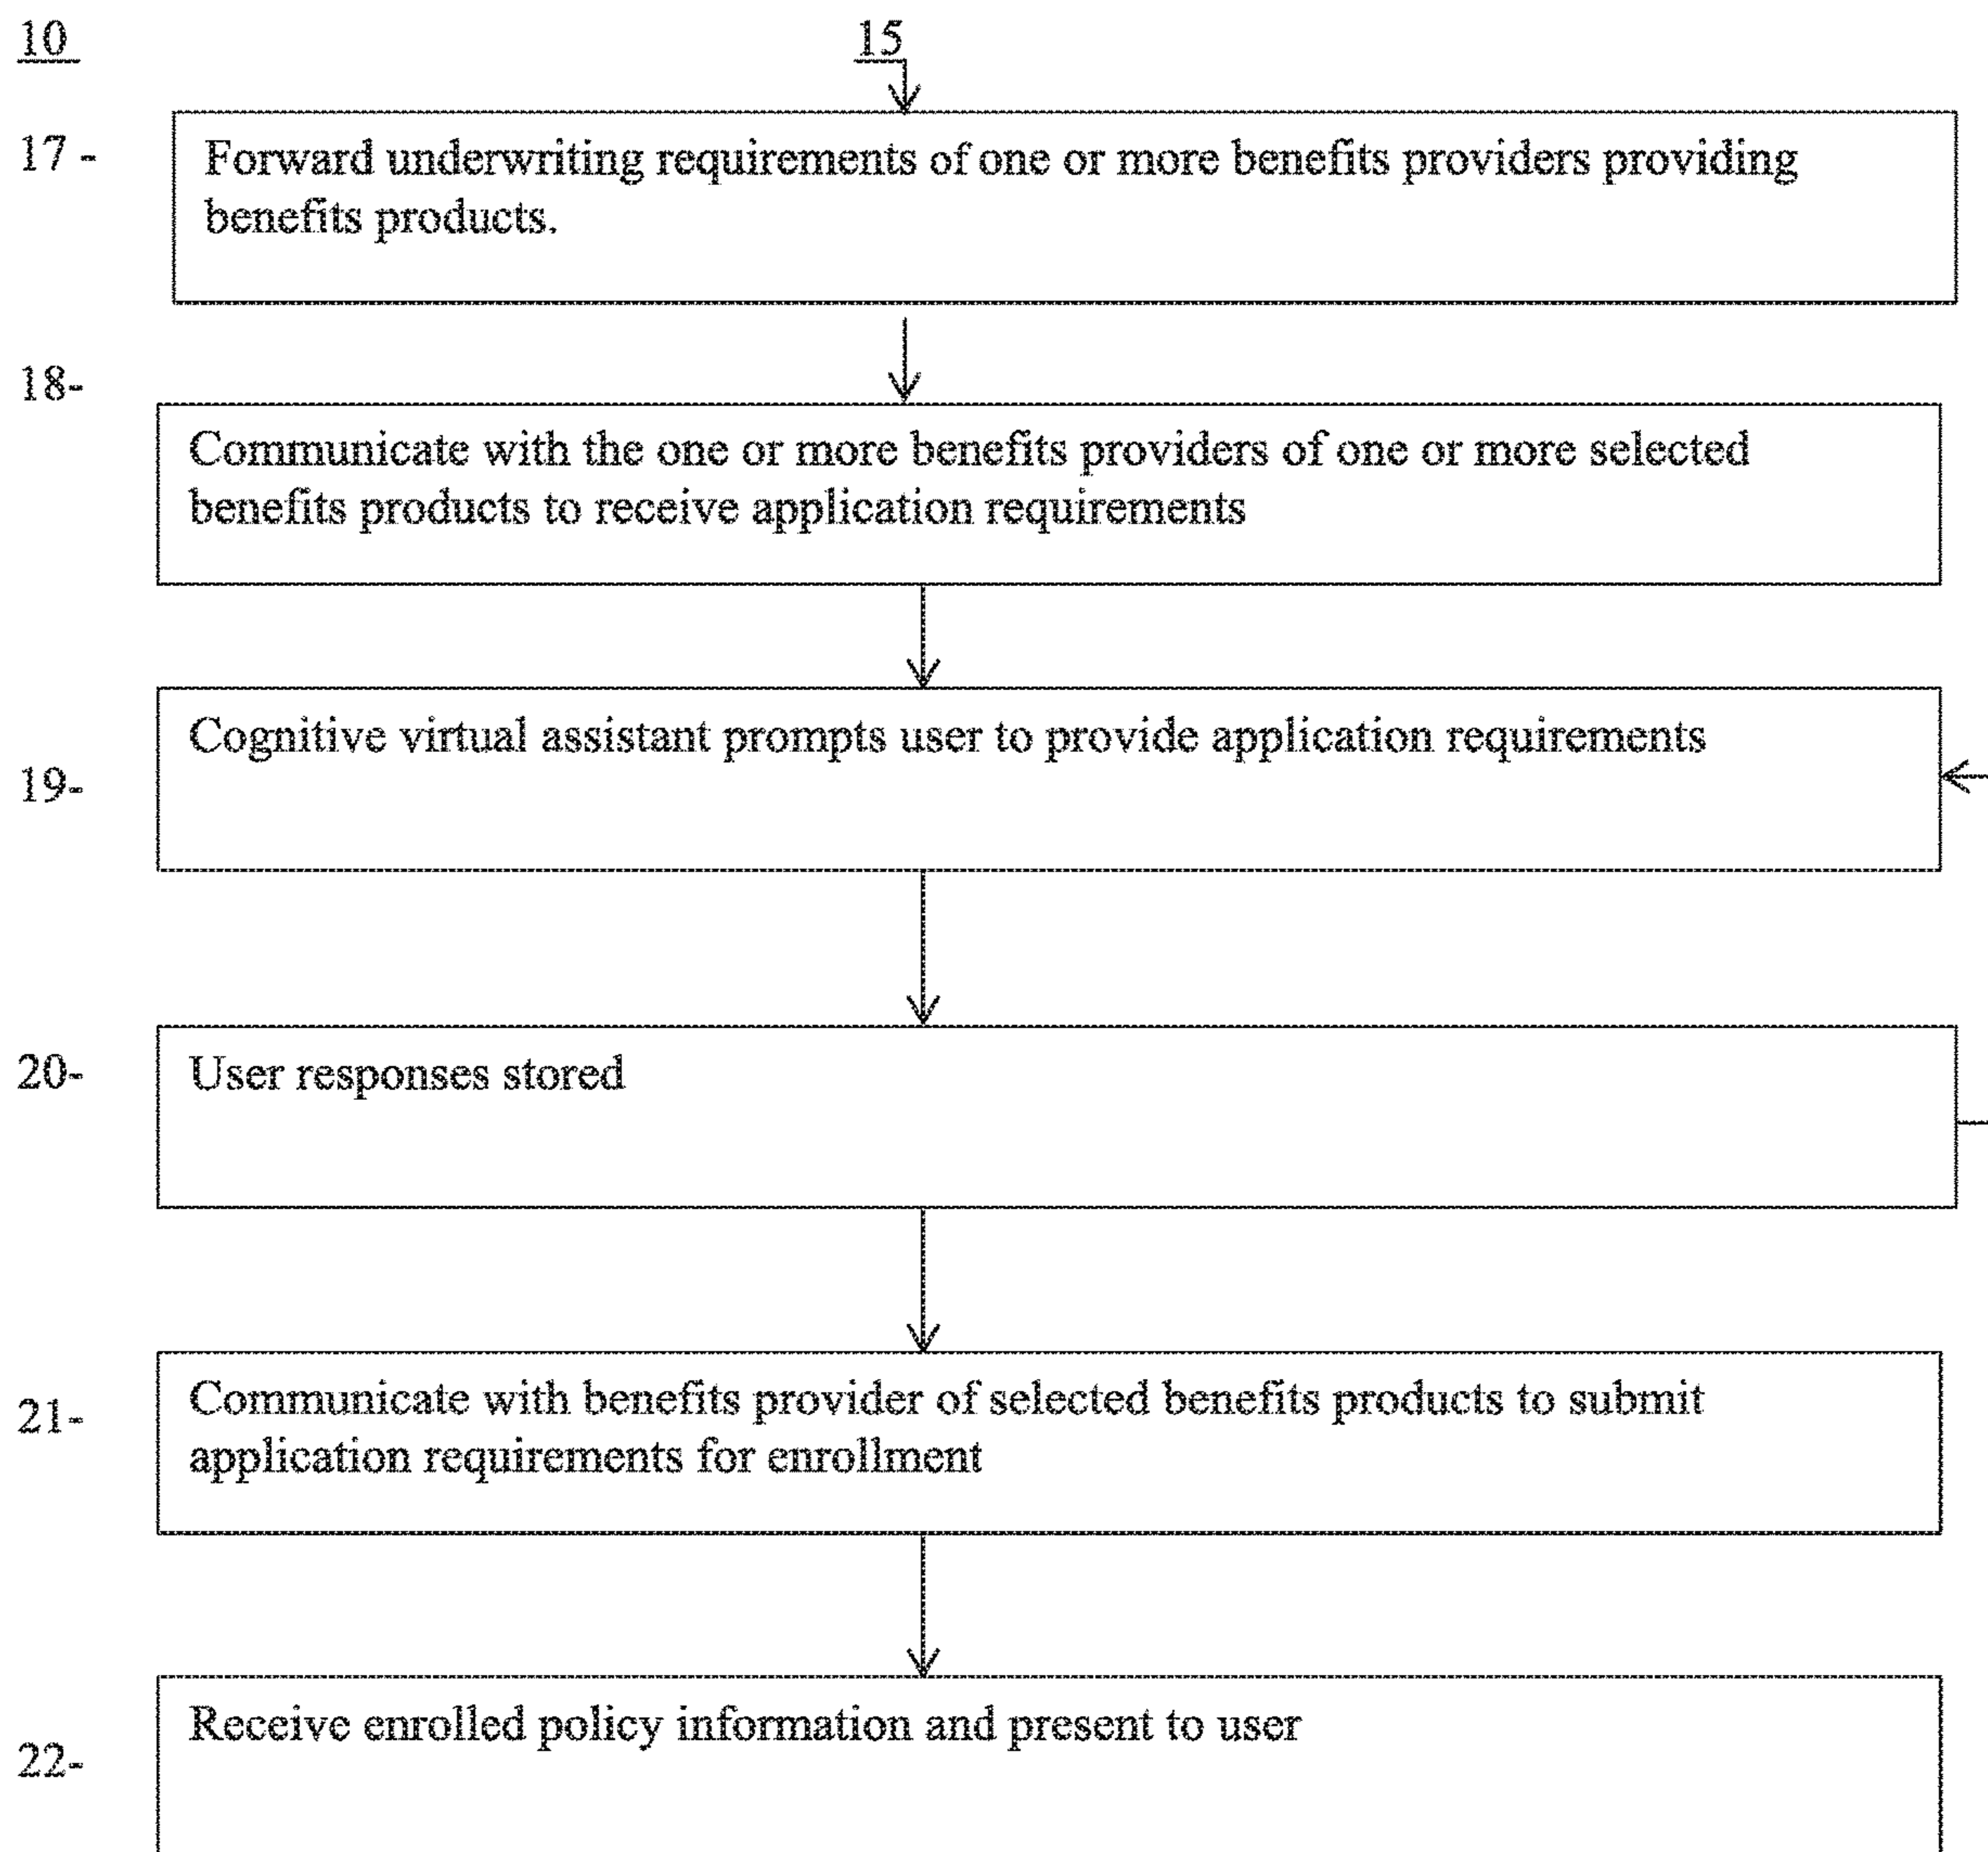 10
15
17 -
Forward underwriting requirements of one or more benefits providers providing
benefits products.
18-
Communicate with the one or more benefits providers of one or more selected
benefits products to receive application requirements
Cognitive virtual assistant prompts user to provide application requirements
19-
20-
User responses stored
Communicate with benefits provider of selected benefits products to submit
21-
application requirements for enrollment
Receive enrolled policy information and present to user
22-